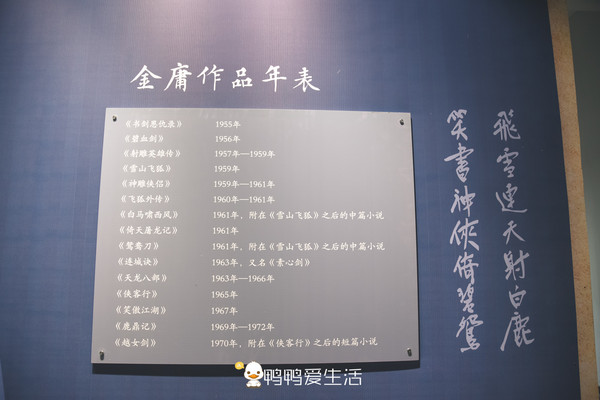 金庸作品年表
《书剑恩仇录》 1955年
《碧血剑》 1956年
《射雕英雄传》 1957年—1959年
《雪山飞狐》 1959年
《神雕侠侣》 1959年—1961年
《飞狐外传》 1960年—1961年
《白马啸西风》 1961年，附在《雪山飞狐》之后的中篇小说
《倚天屠龙记》 1961年
《鸳鸯刀》 1961年，附在《雪山飞狐》之后的中篇小说
《连城诀》 1963年，又名《素心剑》
《天龙八部》 1963年—1966年
《侠客行》 1965年
《笑傲江湖》 1967年
《鹿鼎记》 1969年—1972年
《越女剑》 1970年，附在《侠客行》之后的短篇小说
飛雪連天射白鹿
笑書神俠倚碧鴛
鸭鸭爱生活